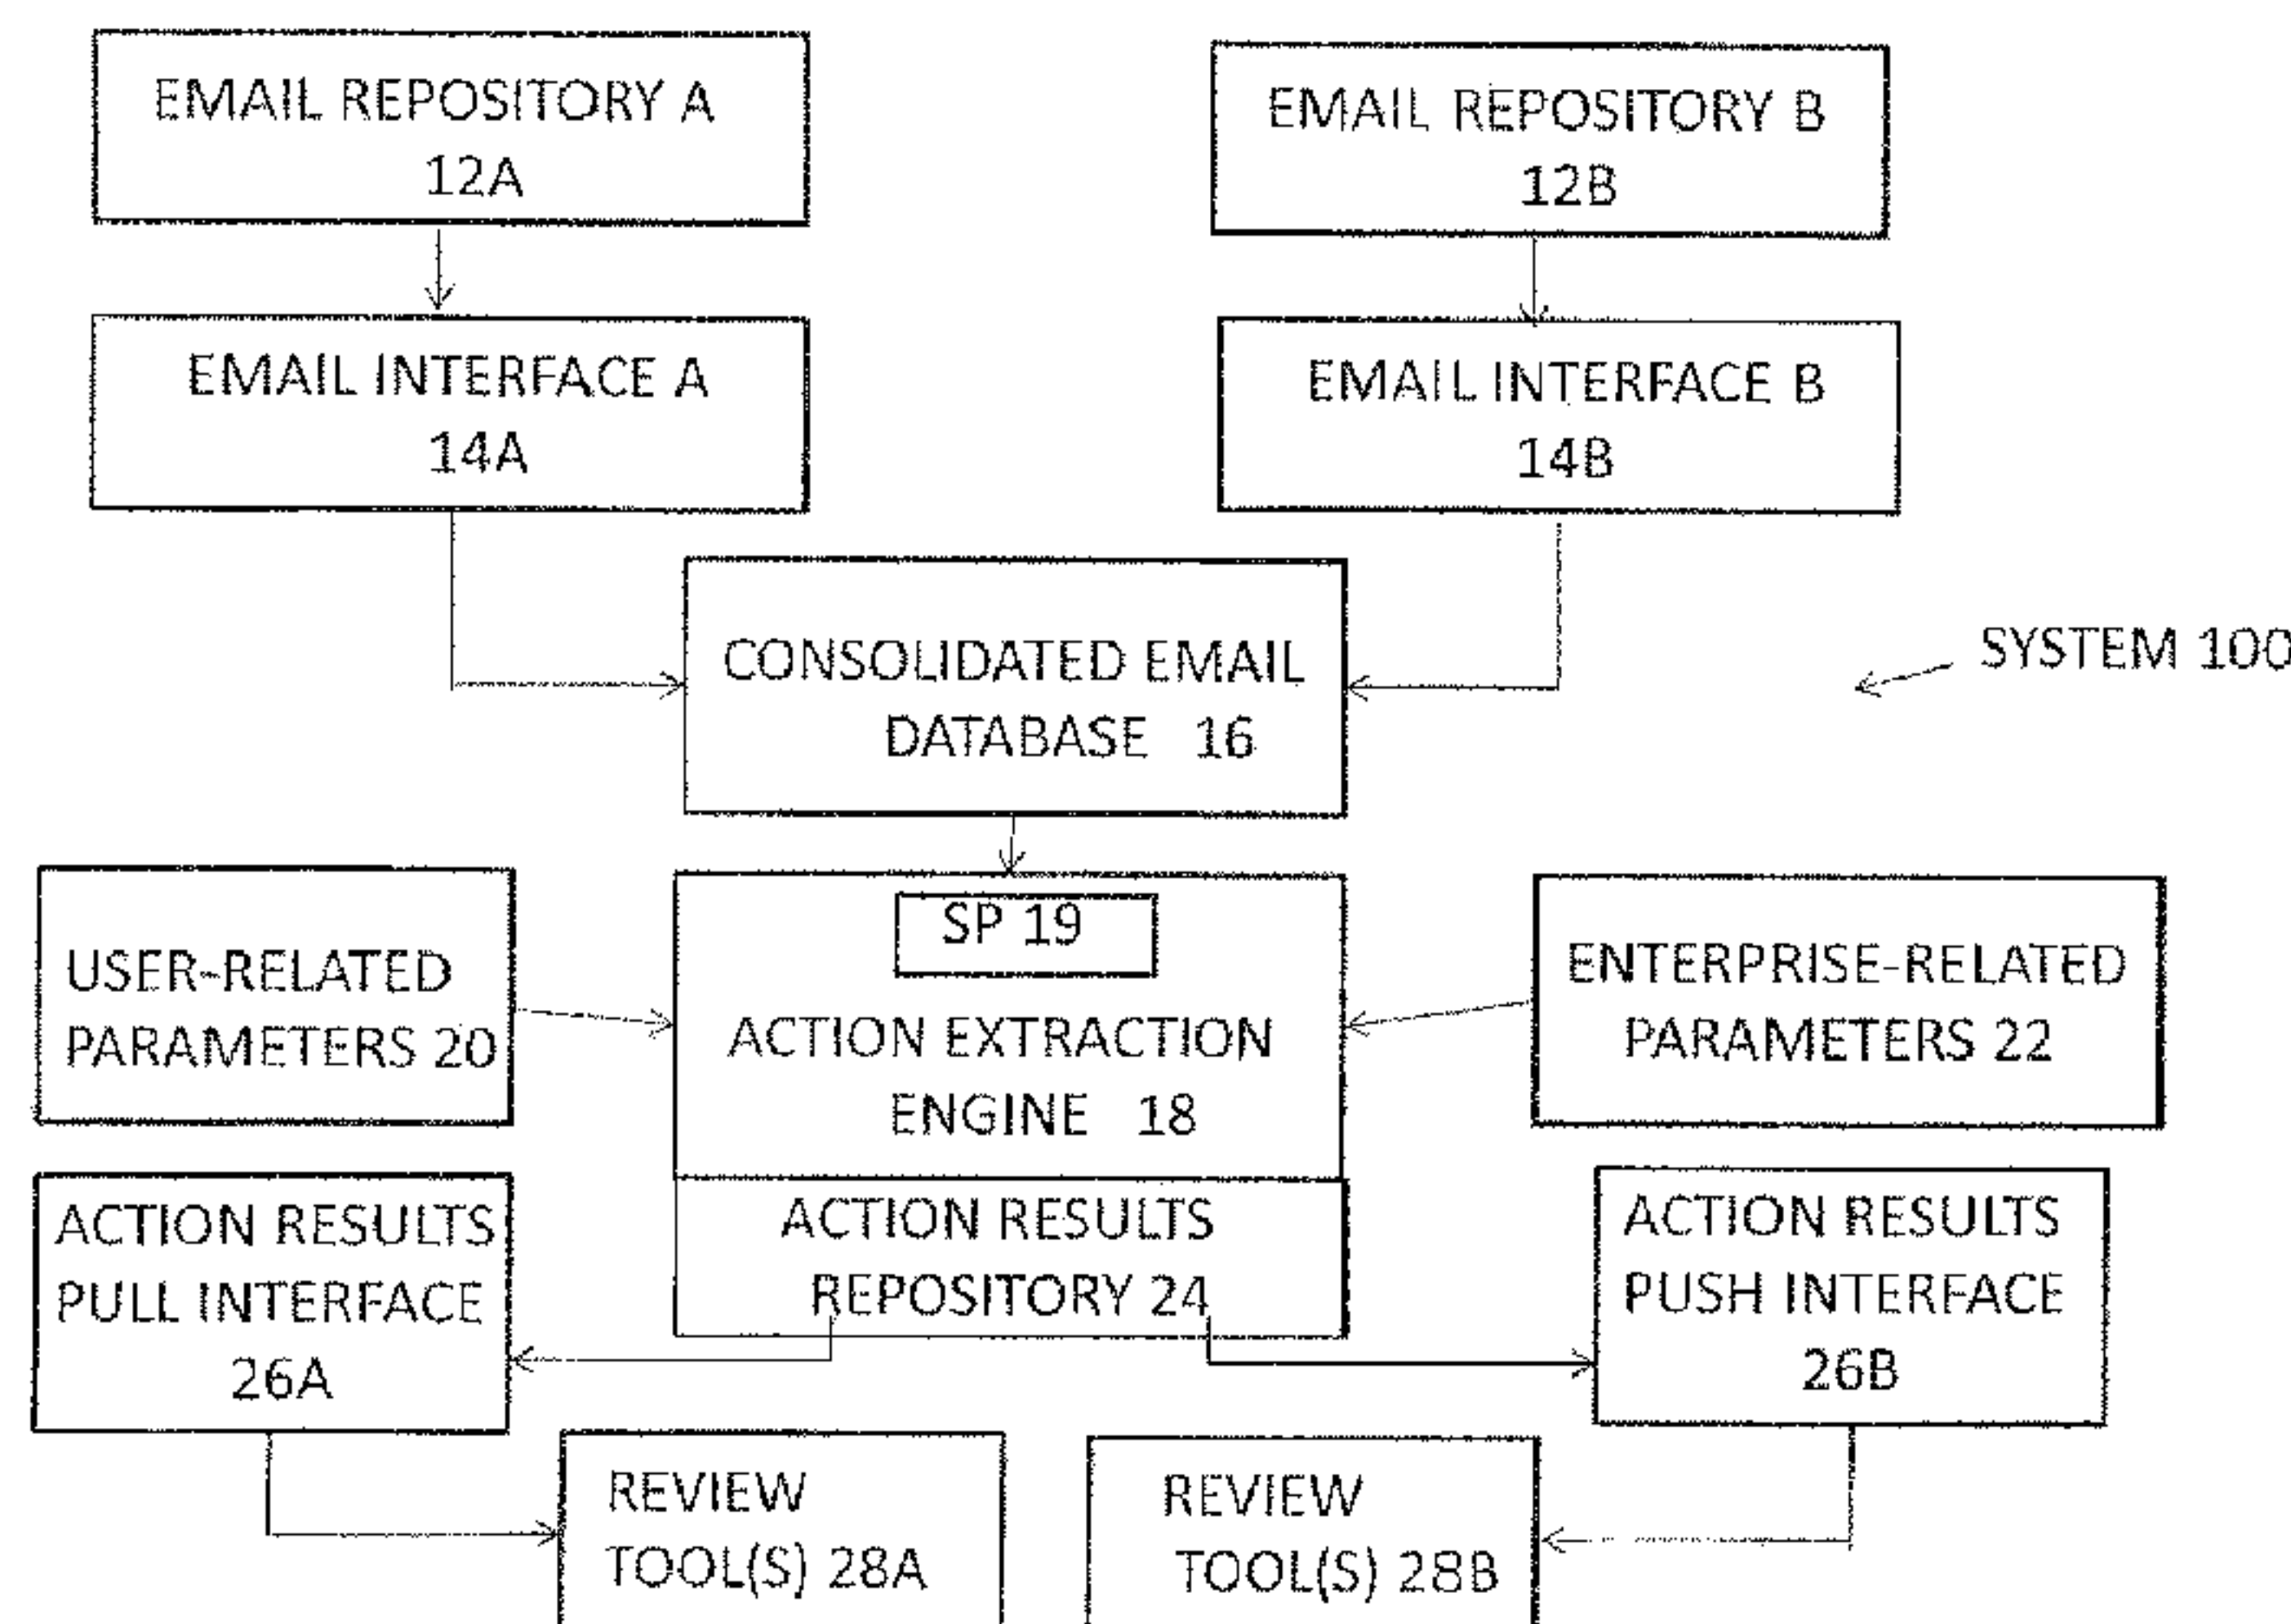 EMAIL REPOSITORY A
12A
EMAIL REPOSITORY B
12B
EMAIL INTERFACE A
14A
EMAIL INTERFACE B
14B
CONSOLIDATED EMAIL
DATABASE 16
SYSTEM 100
USER-RELATED
PARAMETERS 20
SP 19
ACTION EXTRACTION
ENGINE 18
ENTERPRISE-RELATED
PARAMETERS 22
ACTION RESULTS
PULL INTERFACE
26A
ACTION RESULTS
REPOSITORY 24
ACTION RESULTS
PUSH INTERFACE
26B
REVIEW
TOOL(S) 28A
REVIEW
TOOL(S) 28B